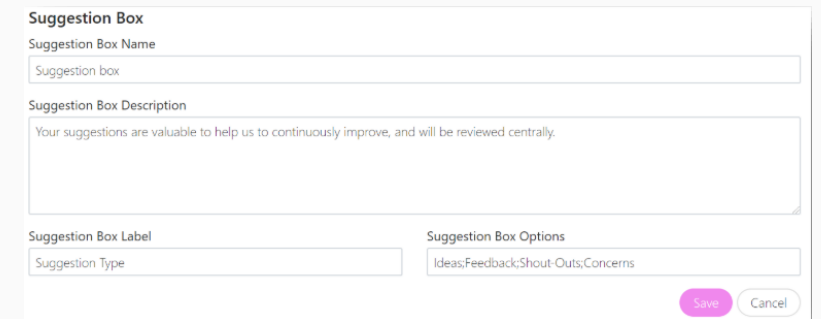 Suggestion Box
Suggestion Box Name
Suggestion box
Suggestion Box Description
Your suggestions are valuable to help us to continuously improve, and will be reviewed centrally.
Suggestion Box Label
Suggestion Box Options
Suggestion Type
Ideas;Feedback;Shout-Outs;Concerns
Save
Cancel